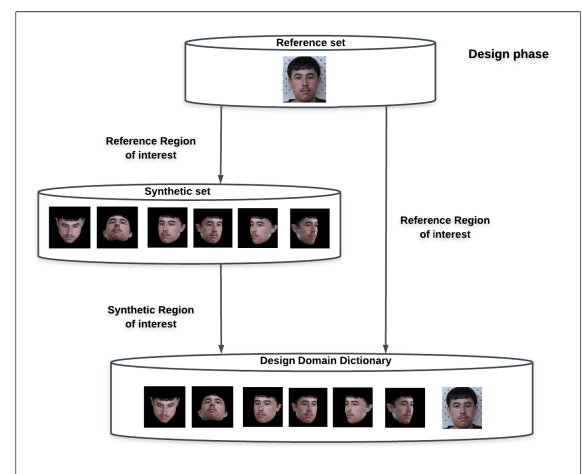 Reference set
Design phase
Reference Region
of interest
Synthetic set
Reference Region
of interest
Synthetic Region
of interest
Design Domain Dictionary